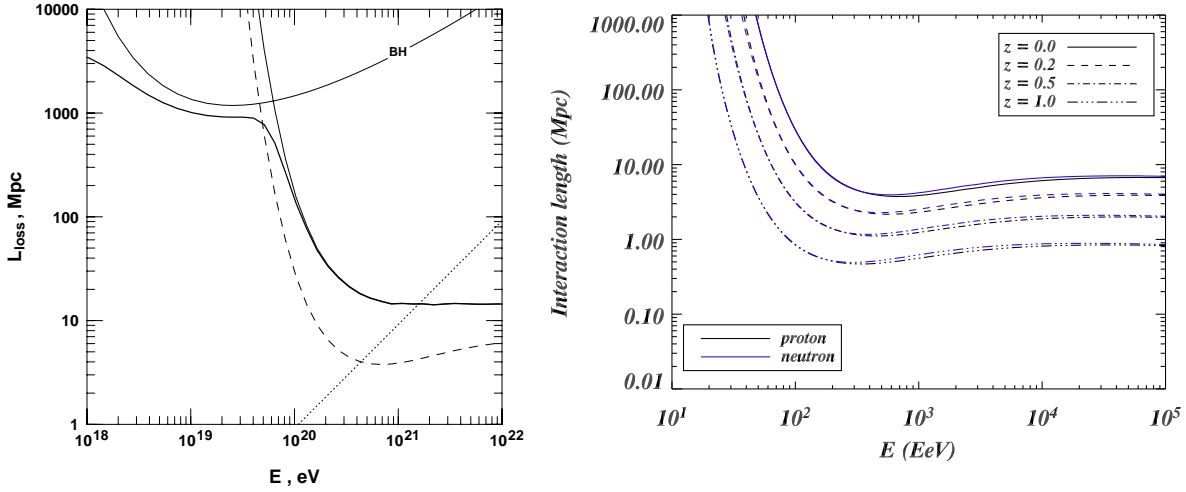 10000
1000
100
10
1
L_loss , Mpc
BH
10^18
10^19
10^20
10^21
10^22
E , eV
1000.00
100.00
10.00
1.00
0.10
0.01
Interaction length (Mpc)
z = 0.0
z = 0.2
z = 0.5
z = 1.0
proton
neutron
10^1
10^2
10^3
10^4
10^5
E (EeV)